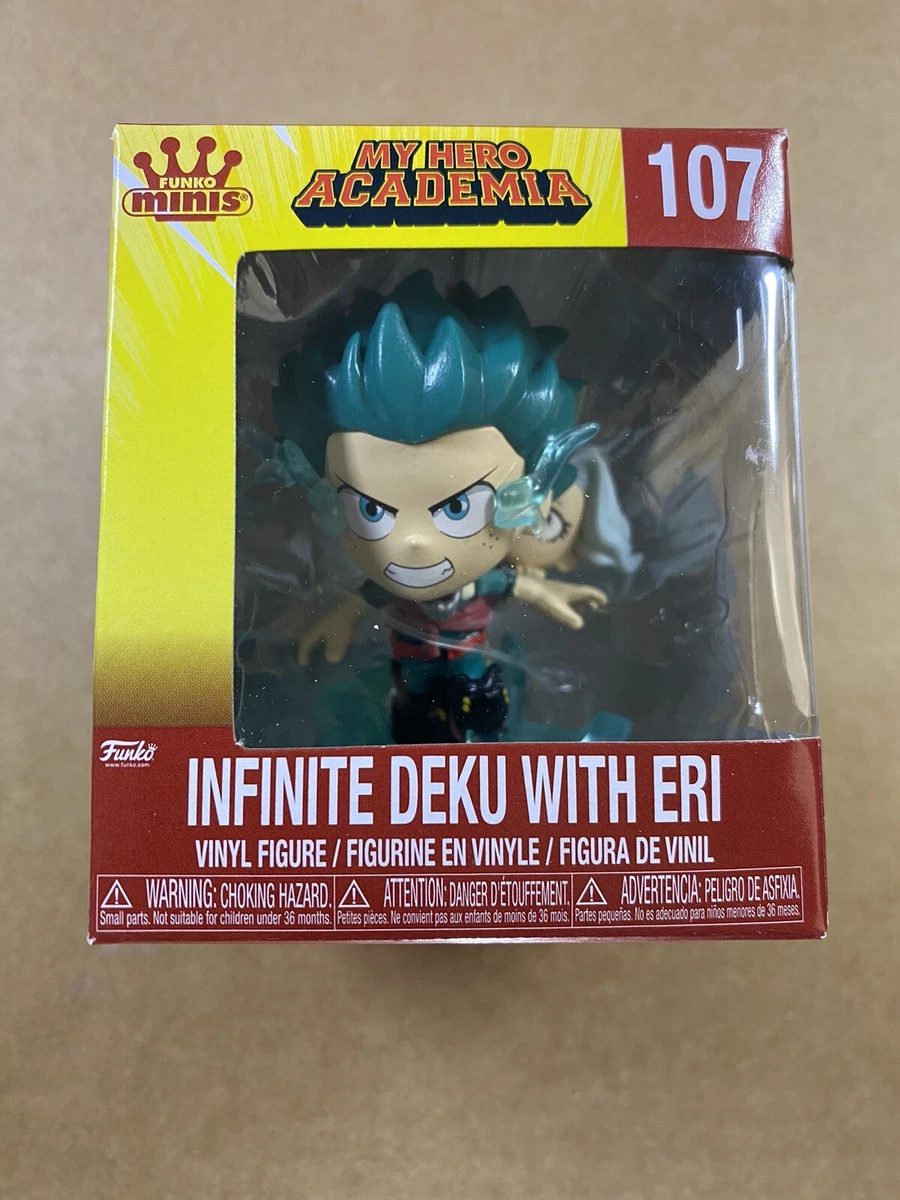 FUNKO
minis®
MY HERO
ACADEMIA
107
Funko
www.funko.com
INFINITE DEKU WITH ERI
VINYL FIGURE / FIGURINE EN VINYLE / FIGURA DE VINIL
WARNING: CHOKING HAZARD.
Small parts. Not suitable for children under 36 months.
ATTENTION: DANGER D'ÉTOUFFEMENT.
Petites pièces. Ne convient pas aux enfants de moins de 36 mois.
ADVERTENCIA: PELIGRO DE ASFIXIA.
Partes pequeñas. No es adecuado para niños menores de 36 meses.